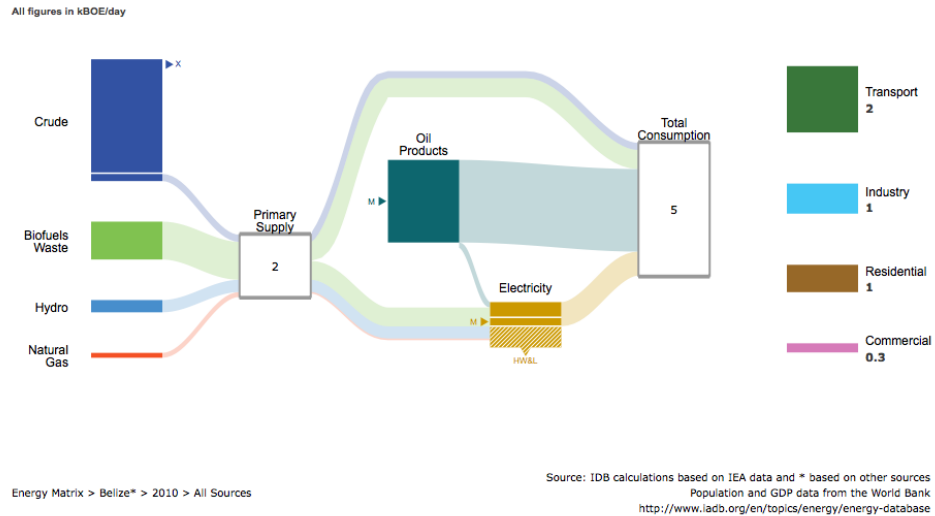 All figures in kBOE/day
X
Crude
Biofuels
Waste
Hydro
Natural
Gas
Primary
Supply
2
Oil
Products
M
Electricity
M
HW&L
Total
Consumption
5
Transport
2
Industry
1
Residential
1
Commercial
0.3
Energy Matrix > Belize* > 2010 > All Sources
Source: IDB calculations based on IEA data and * based on other sources
Population and GDP data from the World Bank
http://www.iadb.org/en/topics/energy/energy-database